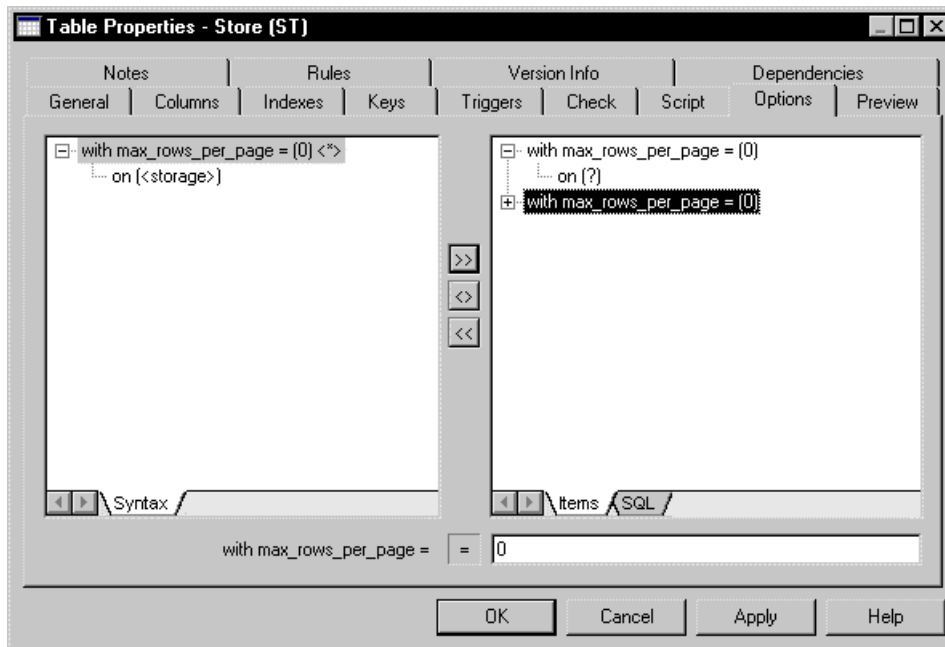 Table Properties - Store (ST)
Notes Rules Version Info Dependencies
General Columns Indexes Keys Triggers Check Script Options Preview
with max_rows_per_page = (0) <*>
on (<storage>)
with max_rows_per_page = (0)
on (?)
with max_rows_per_page = (0)
>>
<>
<<
Syntax
Items SQL
with max_rows_per_page = = 0
OK Cancel Apply Help